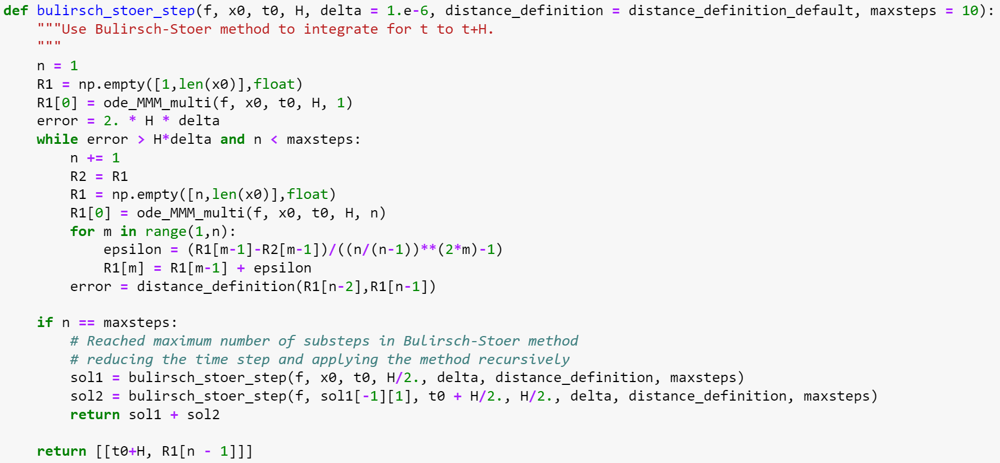 def bulirsch_stoer_step(f, x0, t0, H, delta = 1.e-6, distance_definition = distance_definition_default, maxsteps = 10):
    """Use Bulirsch-Stoer method to integrate for t to t+H.
    """
    n = 1
    R1 = np.empty([1,len(x0)],float)
    R1[0] = ode_MMM_multi(f, x0, t0, H, 1)
    error = 2. * H * delta
    while error > H*delta and n < maxsteps:
        n += 1
        R2 = R1
        R1 = np.empty([n,len(x0)],float)
        R1[0] = ode_MMM_multi(f, x0, t0, H, n)
        for m in range(1,n):
            epsilon = (R1[m-1]-R2[m-1])/((n/(n-1))**(2*m)-1)
            R1[m] = R1[m-1] + epsilon
        error = distance_definition(R1[n-2],R1[n-1])

    if n == maxsteps:
        # Reached maximum number of substeps in Bulirsch-Stoer method
        # reducing the time step and applying the method recursively
        sol1 = bulirsch_stoer_step(f, x0, t0, H/2., delta, distance_definition, maxsteps)
        sol2 = bulirsch_stoer_step(f, sol1[-1][1], t0 + H/2., H/2., delta, distance_definition, maxsteps)
        return sol1 + sol2

    return [[t0+H, R1[n - 1]]]